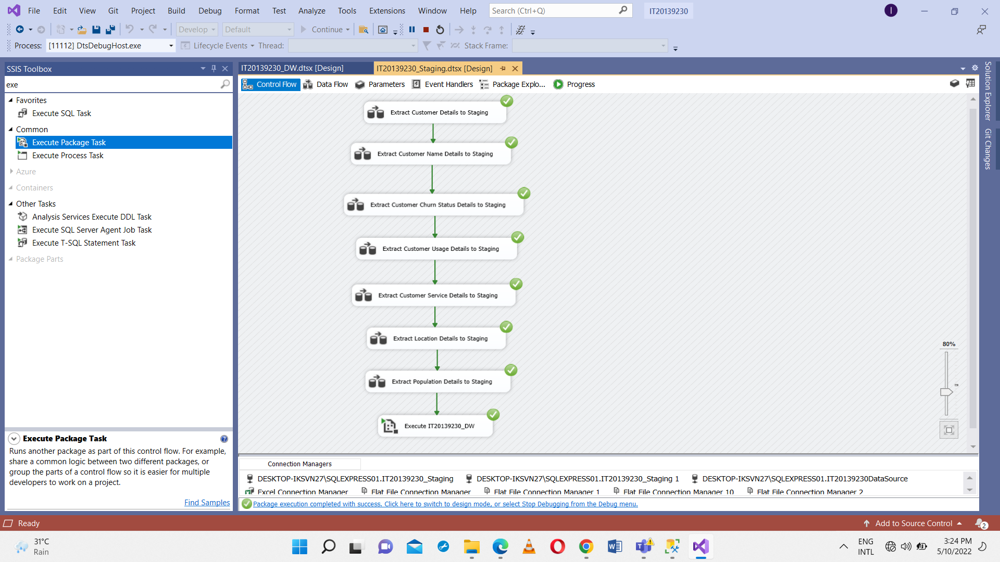 File Edit View Git Project Build Debug Format Test Analyze Tools Extensions Window Help Search (Ctrl+Q) IT20139230 I
Develop Default Continue
Process: [11112] DtsDebugHost.exe Lifecycle Events Thread: Stack Frame:
SSIS Toolbox
exe
Favorites
Execute SQL Task
Common
Execute Package Task
Execute Process Task
Azure
Containers
Other Tasks
Analysis Services Execute DDL Task
Execute SQL Server Agent Job Task
Execute T-SQL Statement Task
Package Parts
Execute Package Task
Runs another package as part of this control flow. For example,
share a common logic between two different packages, or
group the parts of a control flow so it is easier for multiple
developers to work on a project.
Find Samples
IT20139230_DW.dtsx [Design] IT20139230_Staging.dtsx [Design]
Control Flow Data Flow Parameters Event Handlers Package Explo... Progress
Extract Customer Details to Staging
Extract Customer Name Details to Staging
Extract Customer Churn Status Details to Staging
Extract Customer Usage Details to Staging
Extract Customer Service Details to Staging
Extract Location Details to Staging
Extract Population Details to Staging
Execute IT20139230_DW
80%
Connection Managers
DESKTOP-IKSVN27\SQLEXPRESS01.IT20139230_Staging DESKTOP-IKSVN27\SQLEXPRESS01.IT20139230_Staging 1 DESKTOP-IKSVN27\SQLEXPRESS01.IT20139230DataSource
Excel Connection Manager Flat File Connection Manager Flat File Connection Manager 1 Flat File Connection Manager 10 Flat File Connection Manager 2
Package execution completed with success. Click here to switch to design mode, or select Stop Debugging from the Debug menu.
Solution Explorer
Git Changes
Ready Add to Source Control 2
31°C
Rain
ENG
INTL
3:24 PM
5/10/2022